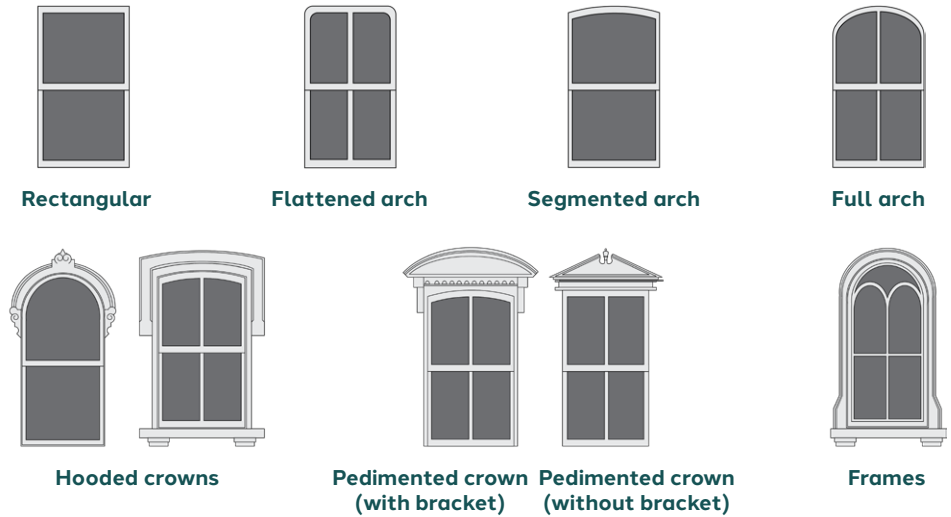 Rectangular
Flattened arch
Segmented arch
Full arch
Hooded crowns
Pedimented crown
(with bracket)
Pedimented crown
(without bracket)
Frames